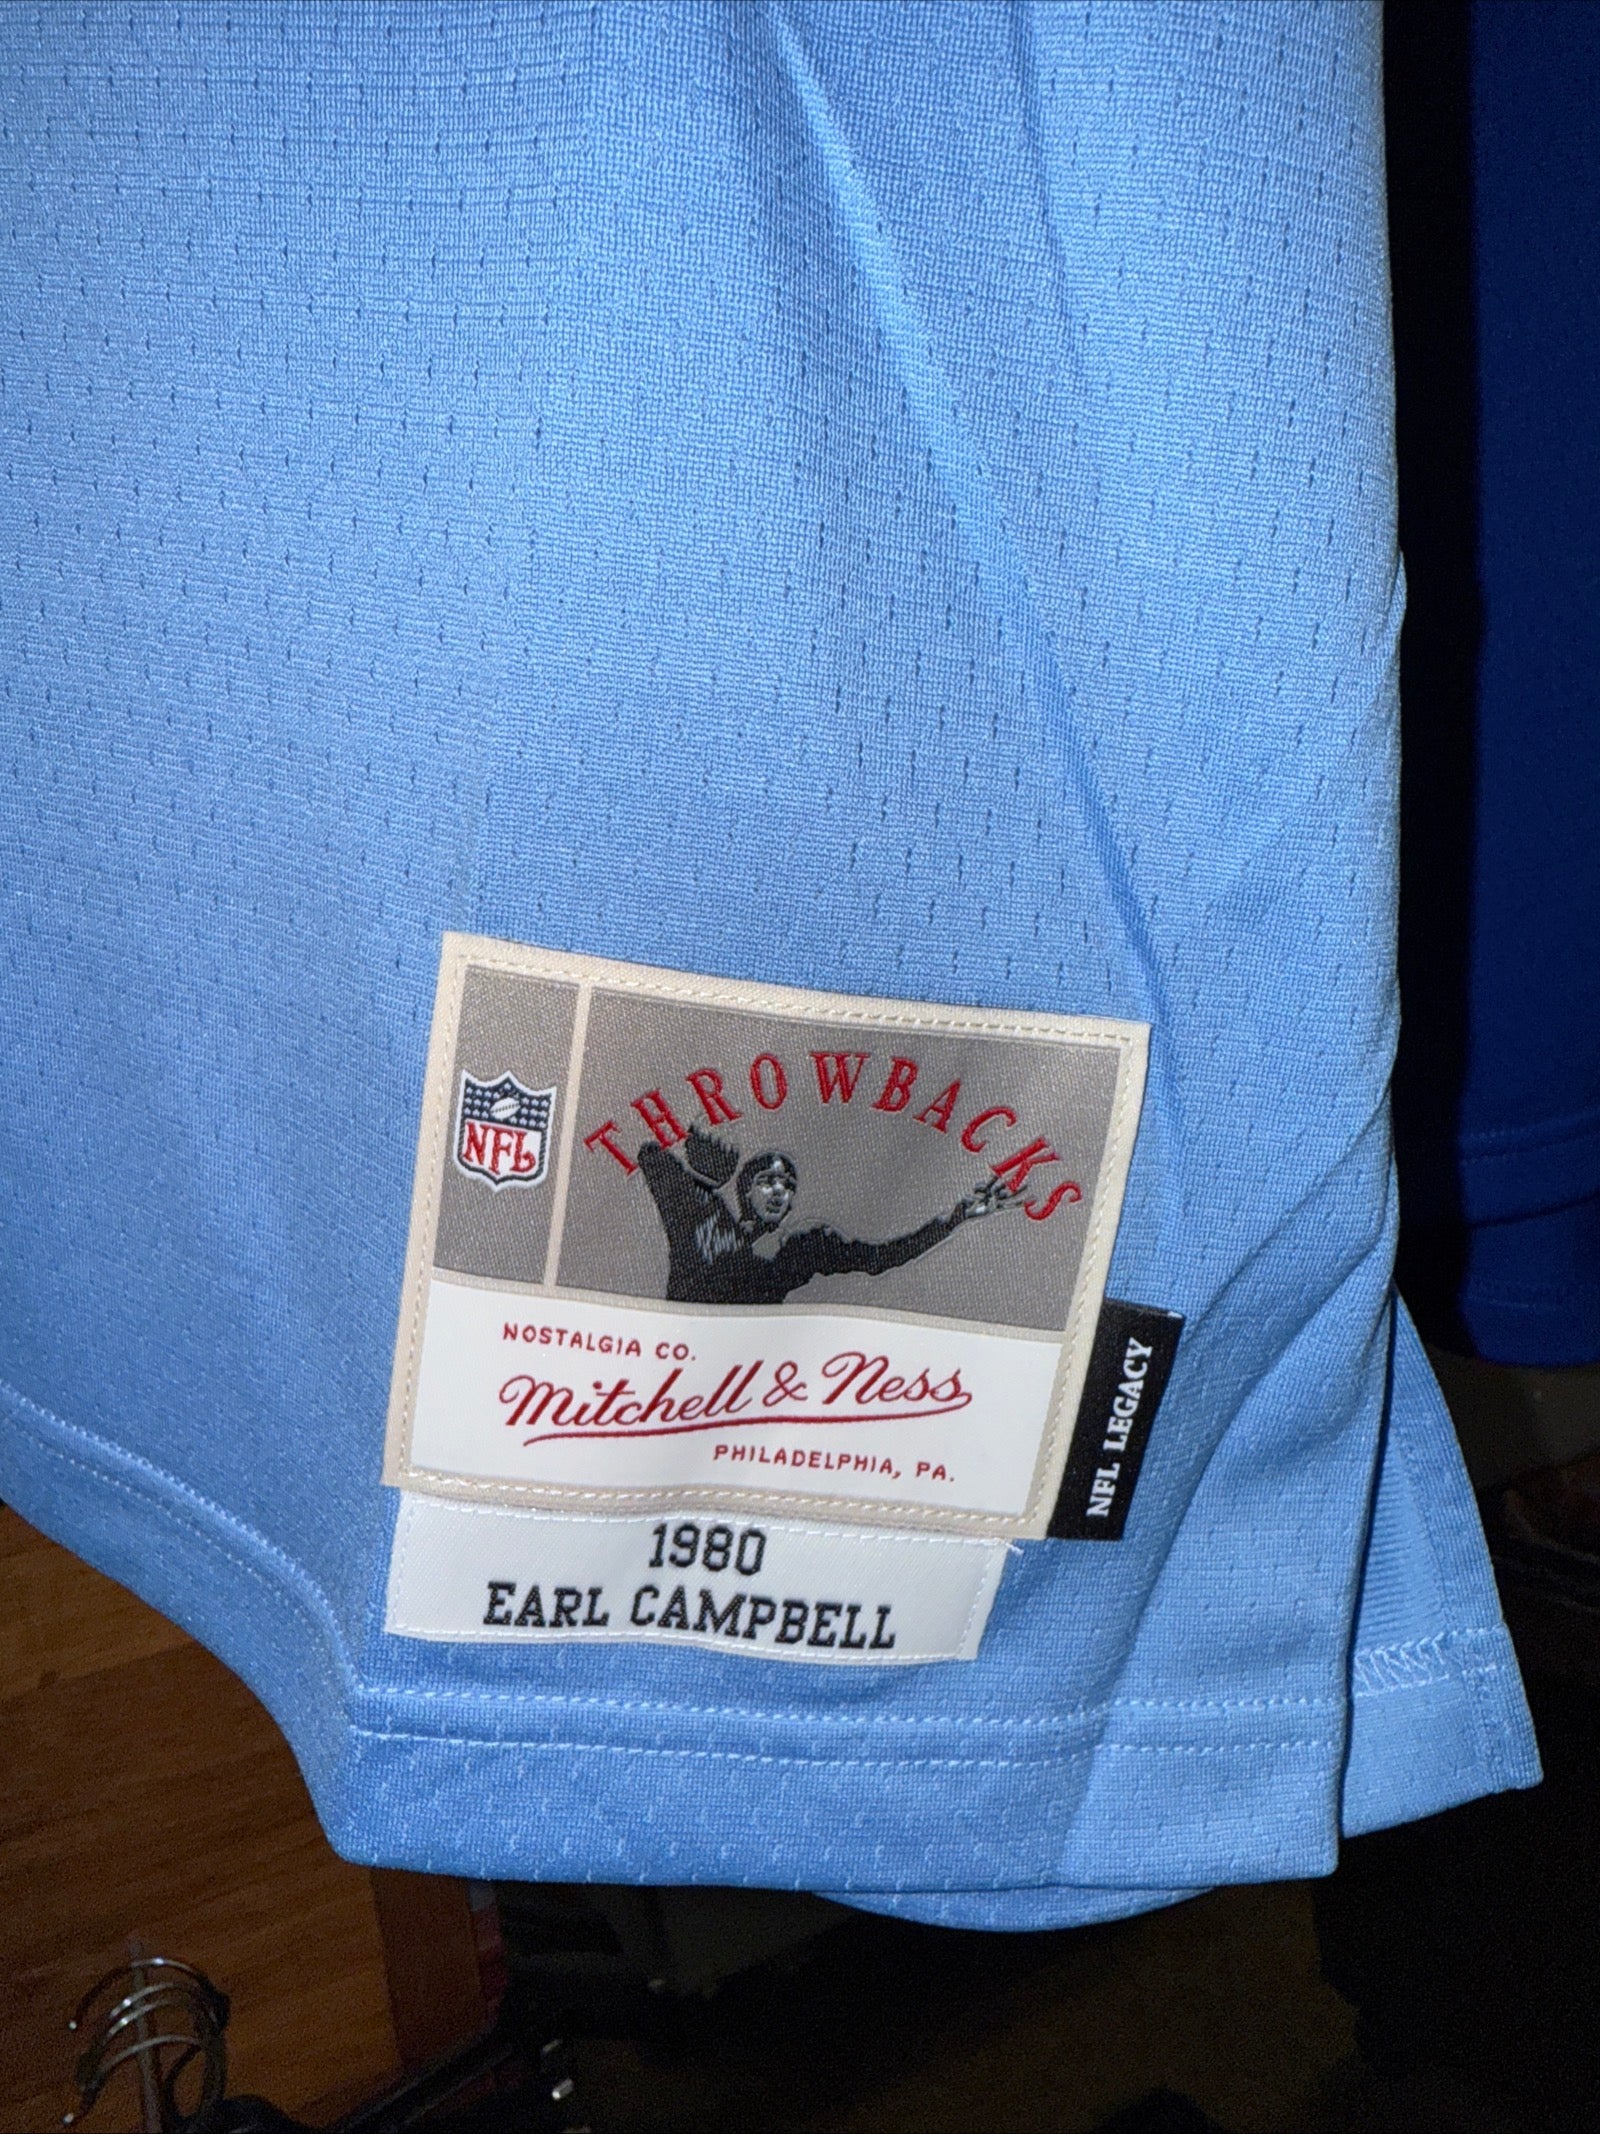 THROWBACKS
NFL
NOSTALGIA CO.
Mitchell & Ness
PHILADELPHIA, PA.
NFL LEGACY
1980
EARL CAMPBELL